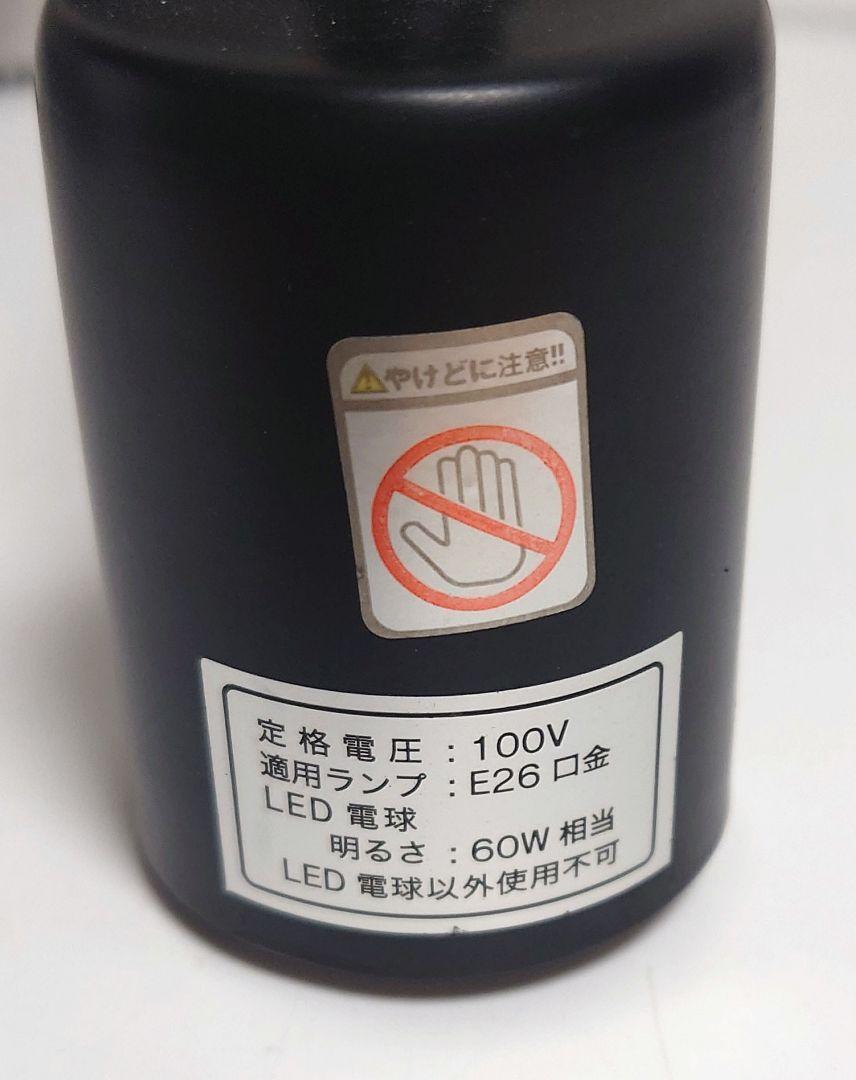 ⚠やけどに注意!!
定格電圧：100V
適用ランプ：E26口金
LED電球
明るさ：60W相当
LED電球以外使用不可